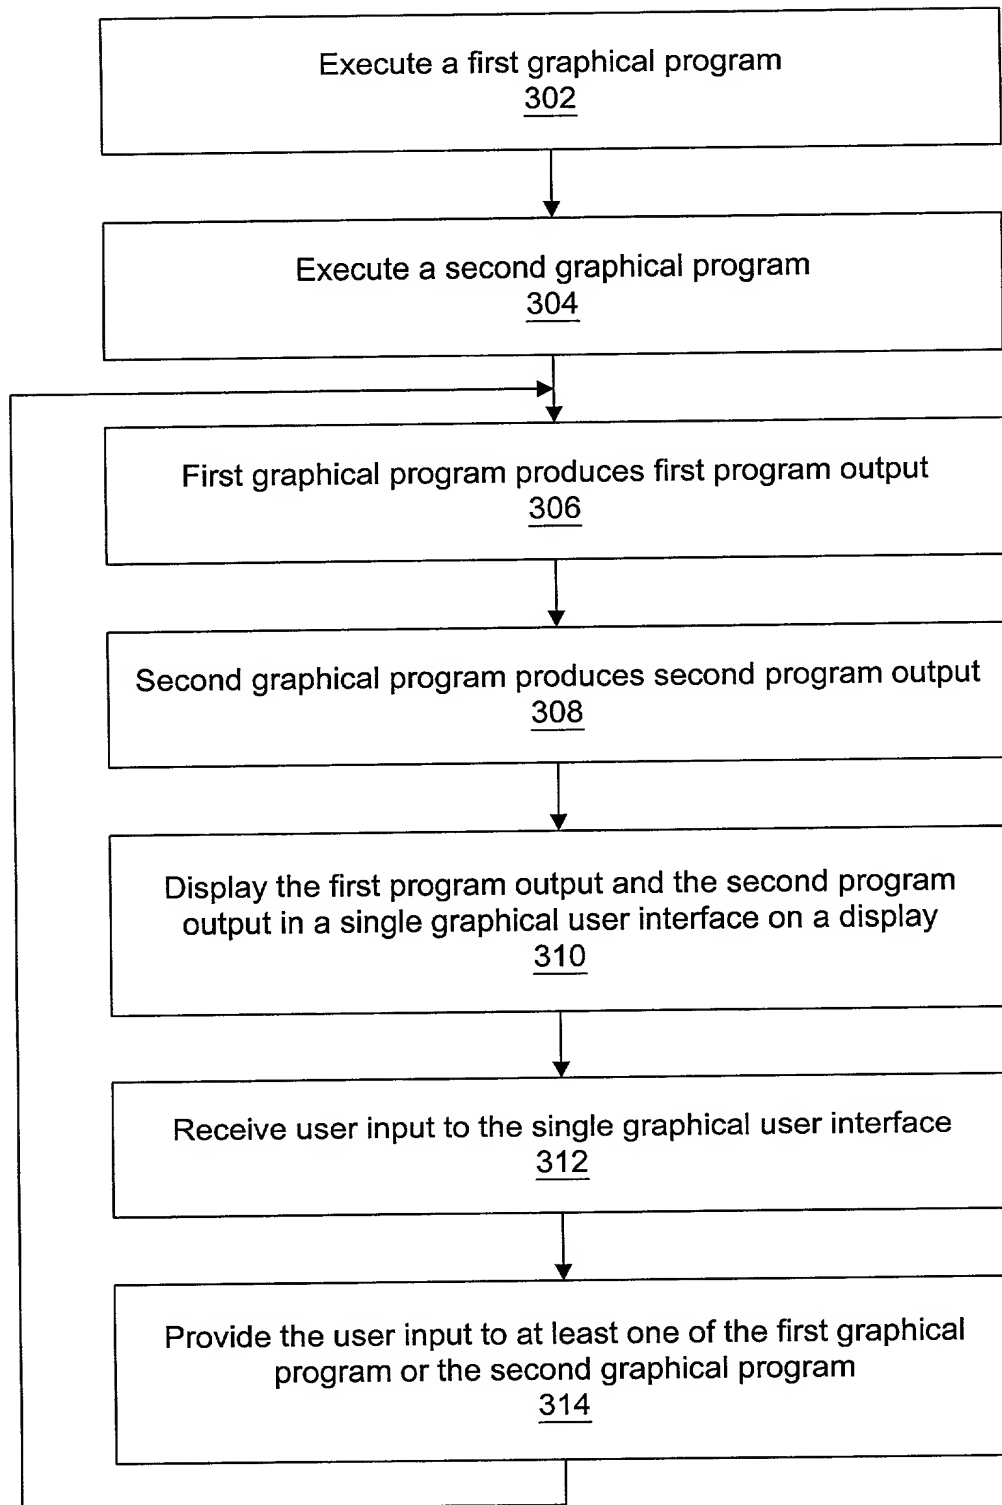 Execute a first graphical program
302
Execute a second graphical program
304
First graphical program produces first program output
306
Second graphical program produces second program output
308
Display the first program output and the second program
output in a single graphical user interface on a display
310
Receive user input to the single graphical user interface
312
Provide the user input to at least one of the first graphical
program or the second graphical program
314